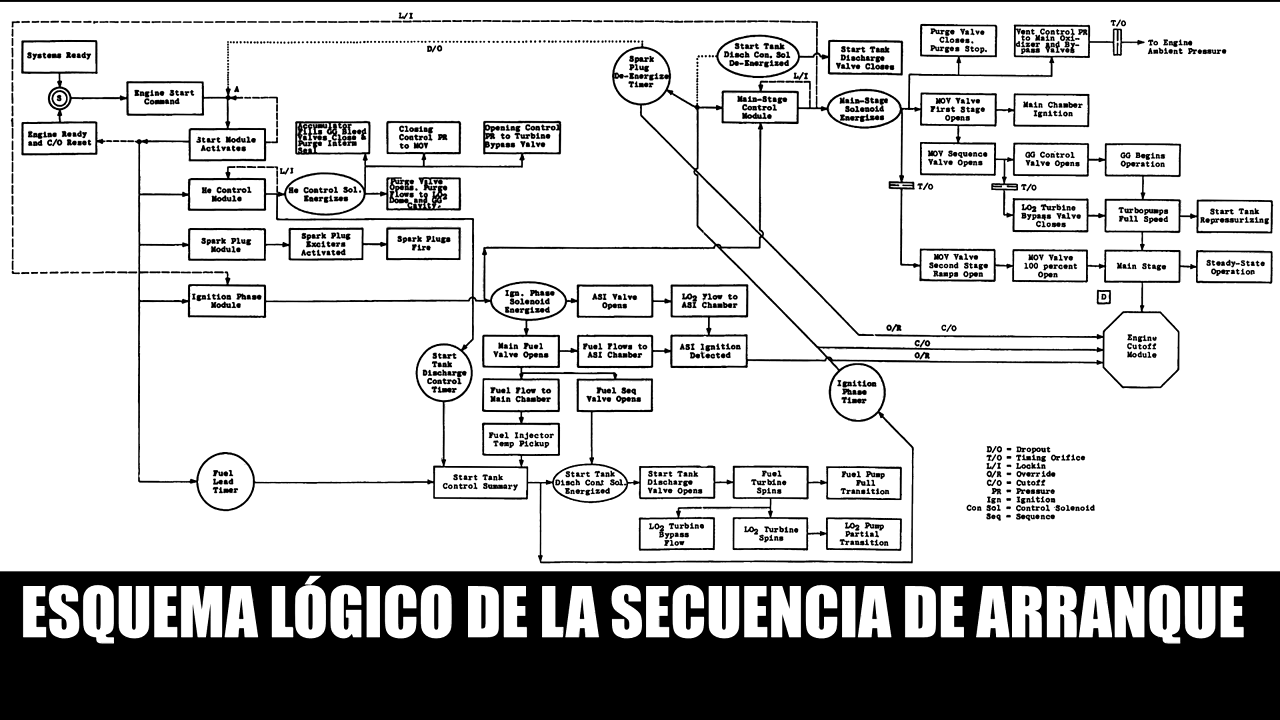 L/I
D/O
T/O
Systems Ready
S
Engine Start
Command
A
Engine Ready
and C/O Reset
Start Module
Activates
Accumulator
Fills GG Bleed
Valves Close &
Purge Interm
Seal
Closing
Control PR
to MOV
Opening Control
PR to Turbine
Bypass Valve
L/I
He Control
Module
He Control Sol.
Energizes
Purge Valve
Opens. Purge
Flows to LO2
Dome and GG
Cavity.
Spark Plug
Module
Spark Plug
Exciters
Activated
Spark Plugs
Fire
Ignition Phase
Module
Spark
Plug
De-Energize
Timer
Start Tank
Disch Con. Sol
De-Energized
Start Tank
Discharge
Valve Closes
L/I
Main-Stage
Control
Module
Main-Stage
Solenoid
Energizes
Purge Valve
Closes.
Purges Stop.
Vent Control PR
to Main Oxi-
dizer and By-
pass Valves
To Engine
Ambient Pressure
MOV Valve
First Stage
Opens
Main Chamber
Ignition
MOV Sequence
Valve Opens
GG Control
Valve Opens
GG Begins
Operation
T/O
T/O
LO2 Turbine
Bypass Valve
Closes
Turbopumps
Full Speed
Start Tank
Repressurizing
MOV Valve
Second Stage
Ramps Open
MOV Valve
100 percent
Open
Main Stage
Steady-State
Operation
D
Ign. Phase
Solenoid
Energized
ASI Valve
Opens
LO2 Flow to
ASI Chamber
Main Fuel
Valve Opens
Fuel Flows to
ASI Chamber
ASI Ignition
Detected
O/R C/O
C/O
O/R
Engine
Cutoff
Module
Start
Tank
Discharge
Control
Timer
Fuel Flow to
Main Chamber
Fuel Seq
Valve Opens
Ignition
Phase
Timer
Fuel Injector
Temp Pickup
Fuel
Lead
Timer
Start Tank
Control Summary
Start Tank
Disch Con. Sol.
Energized
Start Tank
Discharge
Valve Opens
Fuel
Turbine
Spins
Fuel Pump
Full
Transition
LO2 Turbine
Bypass
Flow
LO2 Turbine
Spins
LO2 Pump
Partial
Transition
D/O = Dropout
T/O = Timing Orifice
L/I = Lockin
O/R = Override
C/O = Cutoff
PR = Pressure
Ign = Ignition
Con Sol = Control Solenoid
Seq = Sequence
ESQUEMA LÓGICO DE LA SECUENCIA DE ARRANQUE